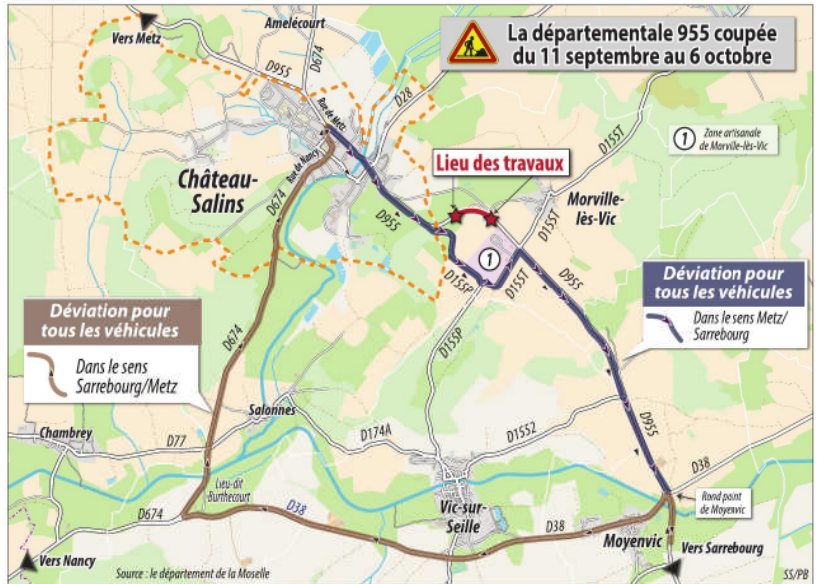 La départementale 955 coupée
du 11 septembre au 6 octobre
Amelécourt
Vers Metz
D955
D674
D28
Rue de Metz
Rue de Nancy
Château-
Salins
D674
D955
Lieu des travaux
1
Zone artisanale
de Morville-lès-Vic
D15ST
Morville-
lès-Vic
D15ST
1
D15ST
D155P
D155P
D955
Déviation pour
tous les véhicules
Dans le sens Metz/
Sarrebourg
Déviation pour
tous les véhicules
Dans le sens
Sarrebourg/Metz
D674
Salonnes
Chambrey
D77
D174A
D1552
D955
D38
Lieu-dit
Burthecourt
D674
D38
Vic-sur-
Seille
D38
Moyenvic
Rond point
de Moyenvic
Vers Nancy
Vers Sarrebourg
Source : le département de la Moselle
SS/PB